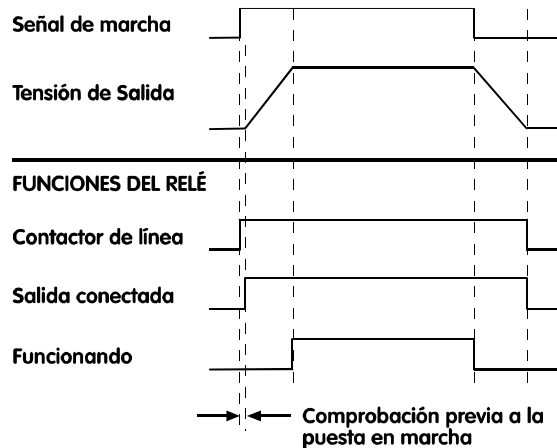 Señal de marcha
Tensión de Salida
FUNCIONES DEL RELÉ
Contactor de línea
Salida conectada
Funcionando
Comprobación previa a la
puesta en marcha